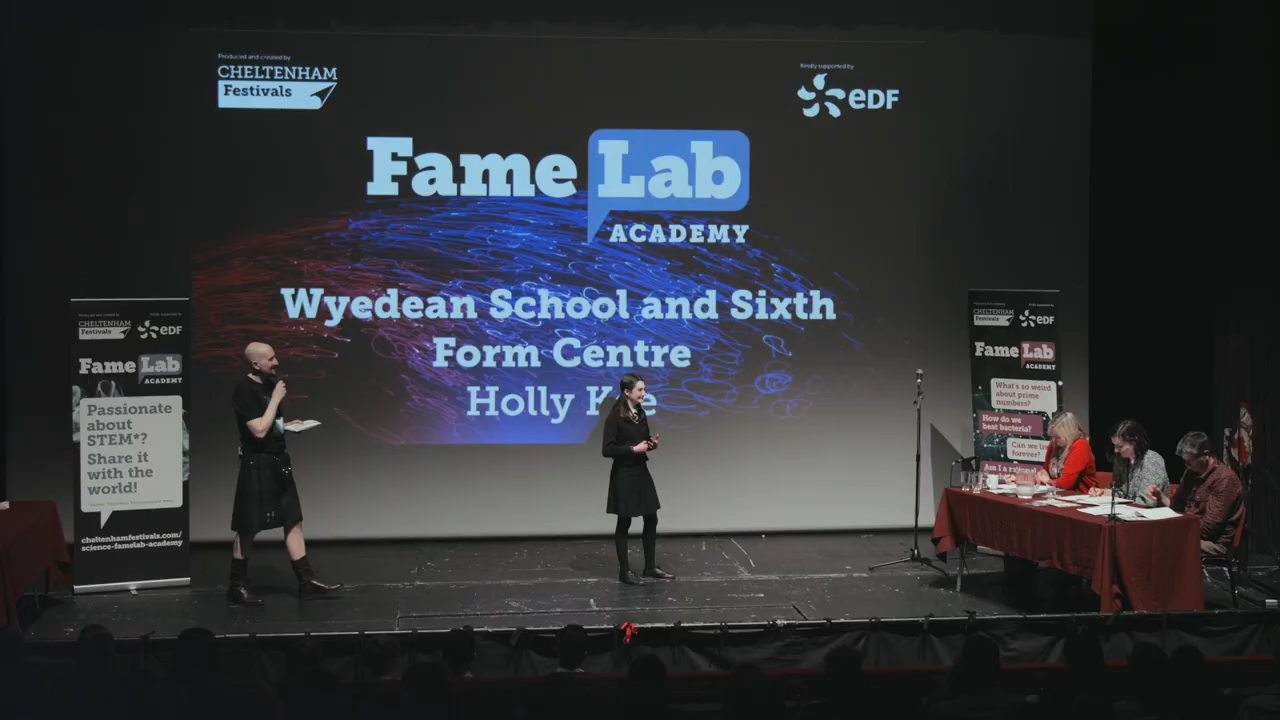 Produced and created by
CHELTENHAM
Festivals
Kindly supported by
eDF
Fame Lab
ACADEMY
Wyedean School and Sixth
Form Centre
Holly
CHELTENHAM
Festivals
eDF
Fame Lab
ACADEMY
Passionate
about
STEM*?
Share it
with the
world!
cheltenhamfestivals.com/
science-famelab-academy
CHELTENHAM
Festivals
eDF
Fame Lab
ACADEMY
What's so weird
about prime
numbers?
How do we
beat bacteria?
Can we
forever?
Am I a